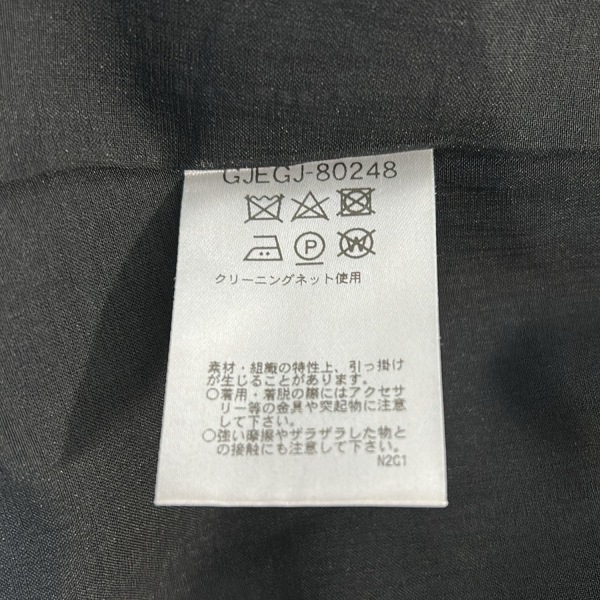 GJEGJ-80248
P
W
クリーニングネット使用
素材・組織の特性上、引っ掛け
が生じることがあります。
○着用・着脱の際にはアクセサ
リー等の金具や突起物に注意
して下さい。
○強い摩擦やザラザラした物と
の接触にも注意して下さい。
N2C1